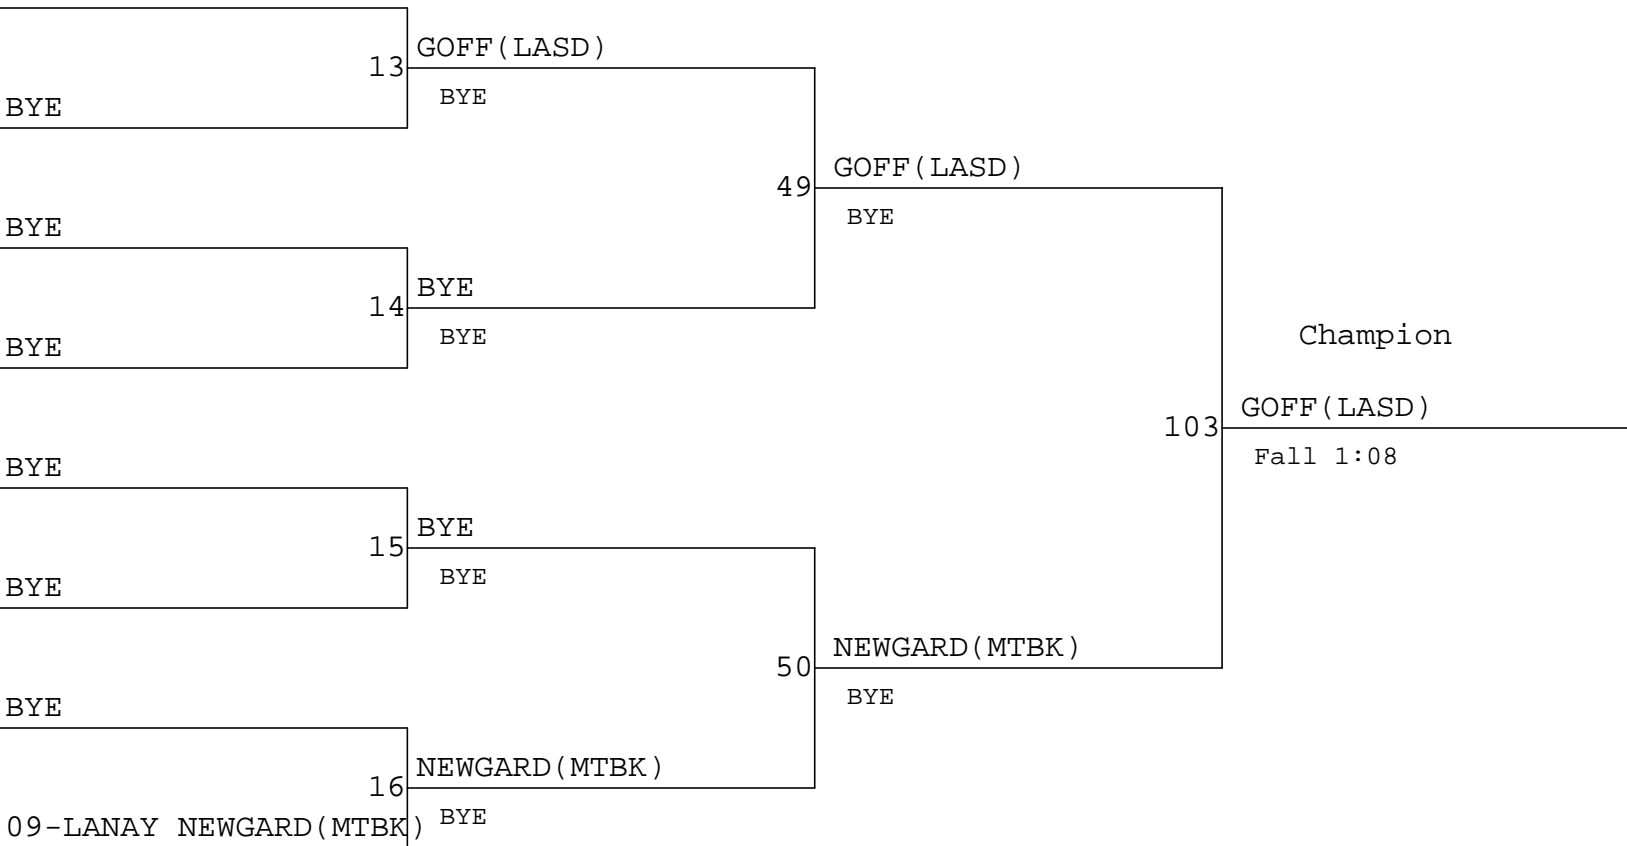 GOFF(LASD)
13
BYE
BYE
GOFF(LASD)
49
BYE
BYE
BYE
14
BYE
BYE
Champion
GOFF(LASD)
103
Fall 1:08
BYE
BYE
15
BYE
BYE
NEWGARD(MTBK)
50
BYE
BYE
NEWGARD(MTBK)
16
BYE
09-LANAY NEWGARD(MTBK)